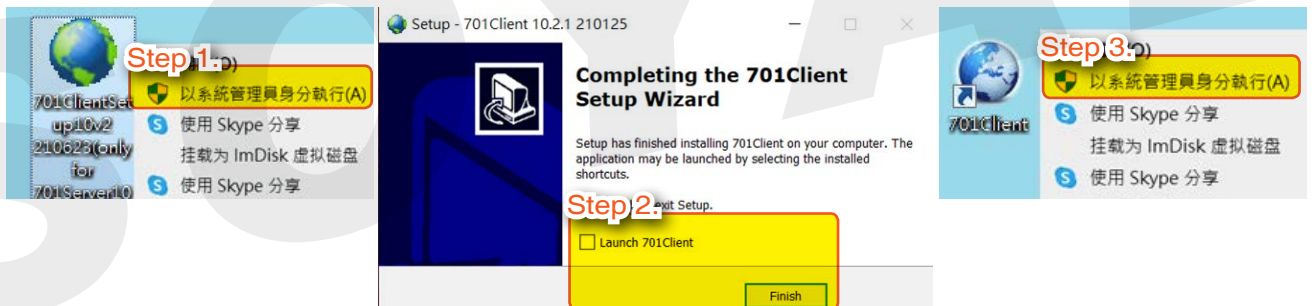 Step 1.
701ClientSet
up10v2
210623(only
for
701Server10)
以系統管理員身分執行(A)
使用 Skype 分享
挂载为 ImDisk 虚拟磁盘
使用 Skype 分享
Setup - 701Client 10.2.1 210125
Completing the 701Client
Setup Wizard
Setup has finished installing 701Client on your computer. The
application may be launched by selecting the installed
shortcuts.
Step 2.
exit Setup.
Launch 701Client
Finish
Step 3.
701Client
以系統管理員身分執行(A)
使用 Skype 分享
挂载为 ImDisk 虚拟磁盘
使用 Skype 分享